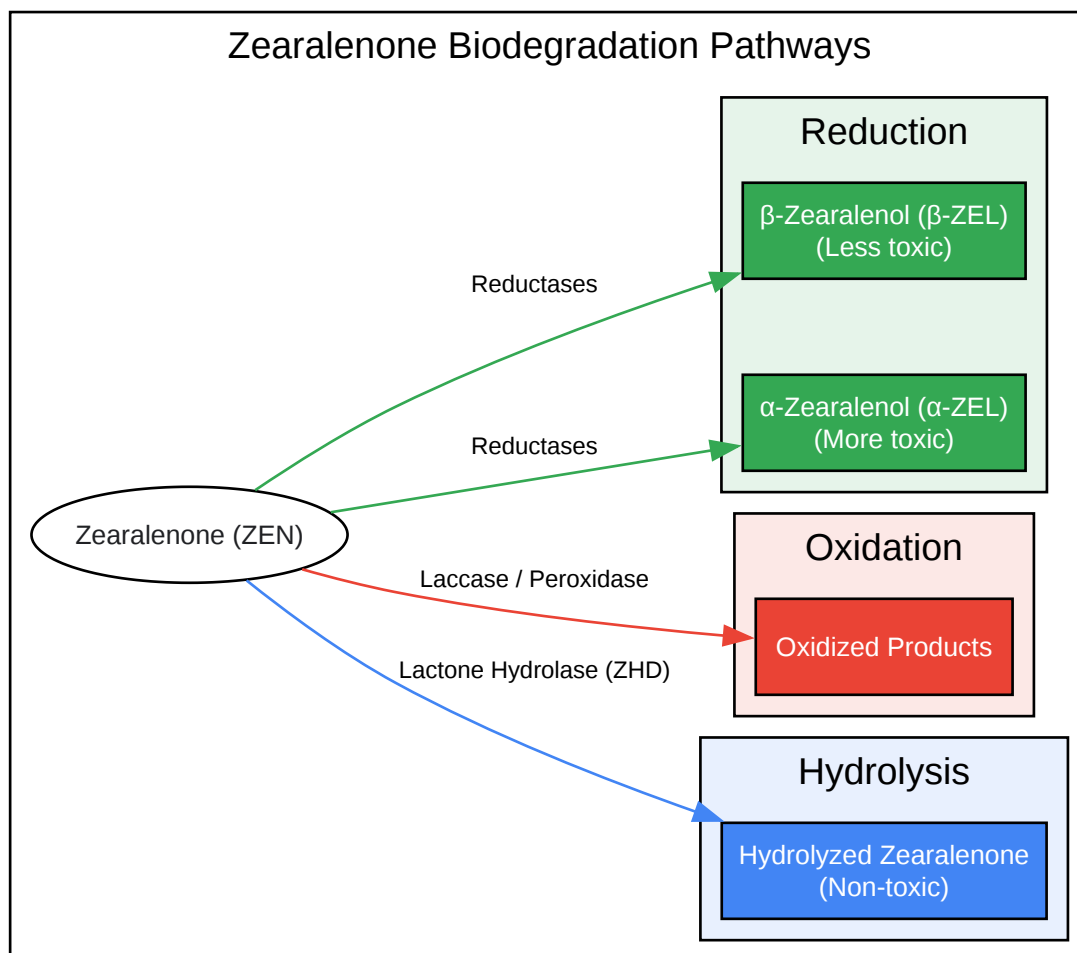 Zearalenone Biodegradation Pathways
Reduction
β-Zearalenol (β-ZEL)
(Less toxic)
Reductases
α-Zearalenol (α-ZEL)
(More toxic)
Reductases
Zearalenone (ZEN)
Oxidation
Laccase / Peroxidase
Oxidized Products
Lactone Hydrolase (ZHD)
Hydrolysis
Hydrolyzed Zearalenone
(Non-toxic)